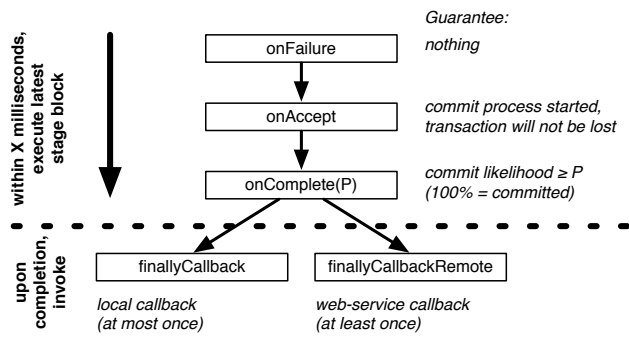 Guarantee:
onFailure
nothing
within X milliseconds,
execute latest
stage block
onAccept
commit process started,
transaction will not be lost
onComplete(P)
commit likelihood ≥ P
(100% = committed)
upon
completion,
invoke
finallyCallback
finallyCallbackRemote
local callback
(at most once)
web-service callback
(at least once)